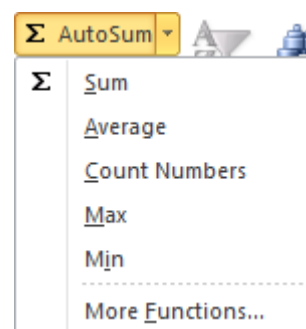 Σ AutoSum
Σ Sum
Average
Count Numbers
Max
Min
More Functions...